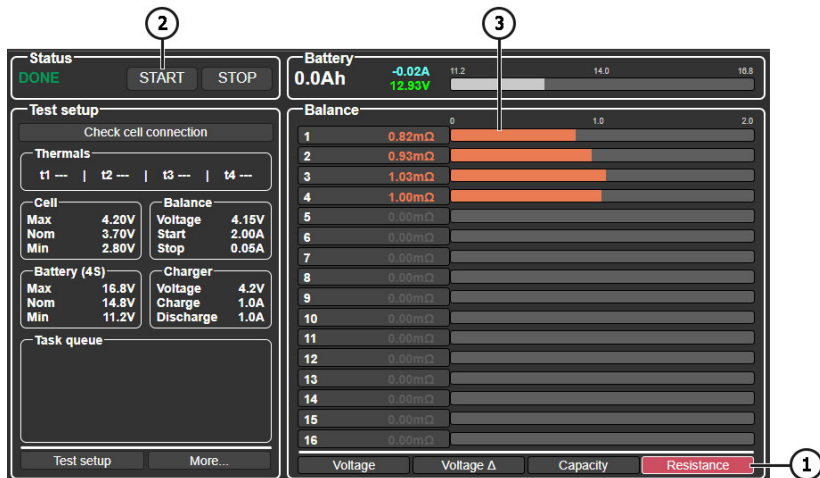 2
3
Status
DONE START STOP
Battery
0.0Ah -0.02A 12.93V
11.2 14.0 16.8
Test setup
Check cell connection
Thermals
t1 --- | t2 --- | t3 --- | t4 ---
Cell
Max 4.20V
Nom 3.70V
Min 2.80V
Balance
Voltage 4.15V
Start 2.00A
Stop 0.05A
Battery (4S)
Max 16.8V
Nom 14.8V
Min 11.2V
Charger
Voltage 4.2V
Charge 1.0A
Discharge 1.0A
Task queue
Test setup More...
Balance
0 1.0 2.0
1 0.82mΩ
2 0.93mΩ
3 1.03mΩ
4 1.00mΩ
5 0.00mΩ
6 0.00mΩ
7 0.00mΩ
8 0.00mΩ
9 0.00mΩ
10 0.00mΩ
11 0.00mΩ
12 0.00mΩ
13 0.00mΩ
14 0.00mΩ
15 0.00mΩ
16 0.00mΩ
Voltage Voltage Δ Capacity Resistance
1